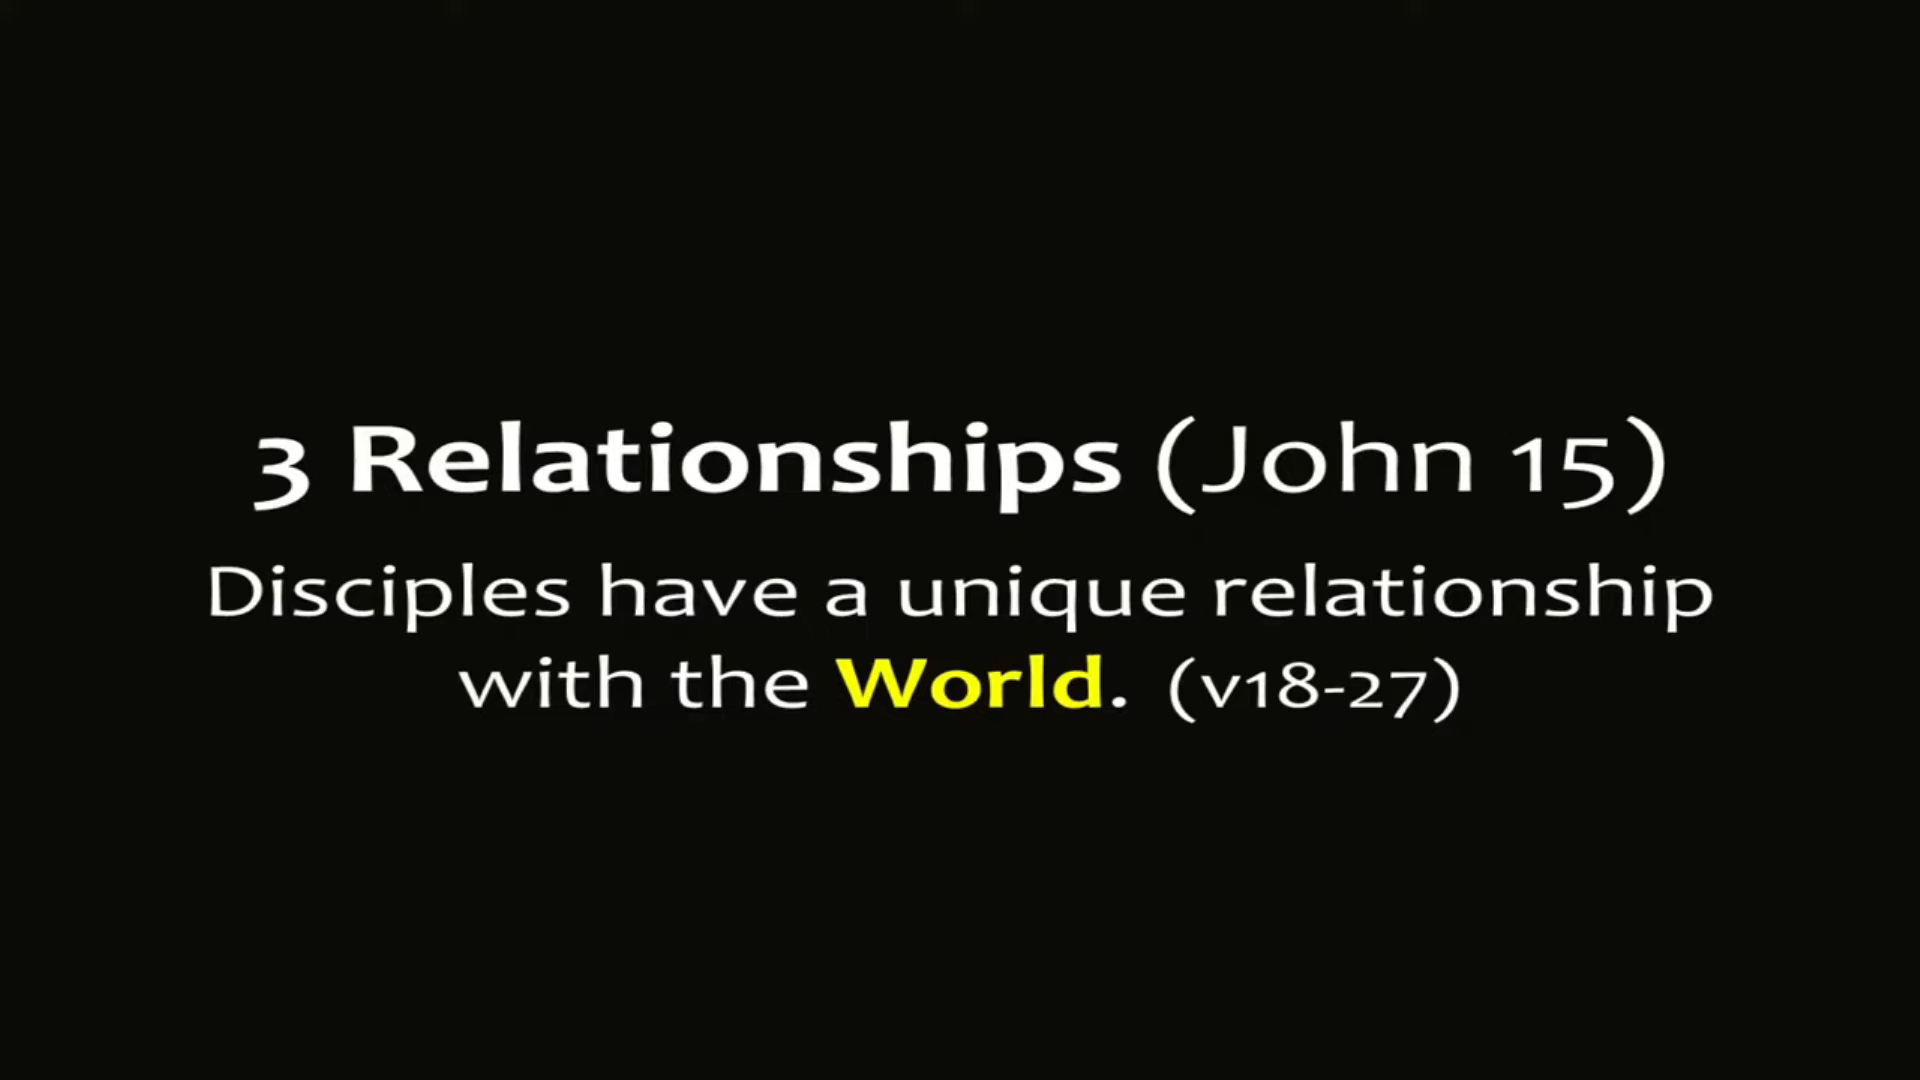 3 Relationships (John 15)
Disciples have a unique relationship
with the World. (v18-27)